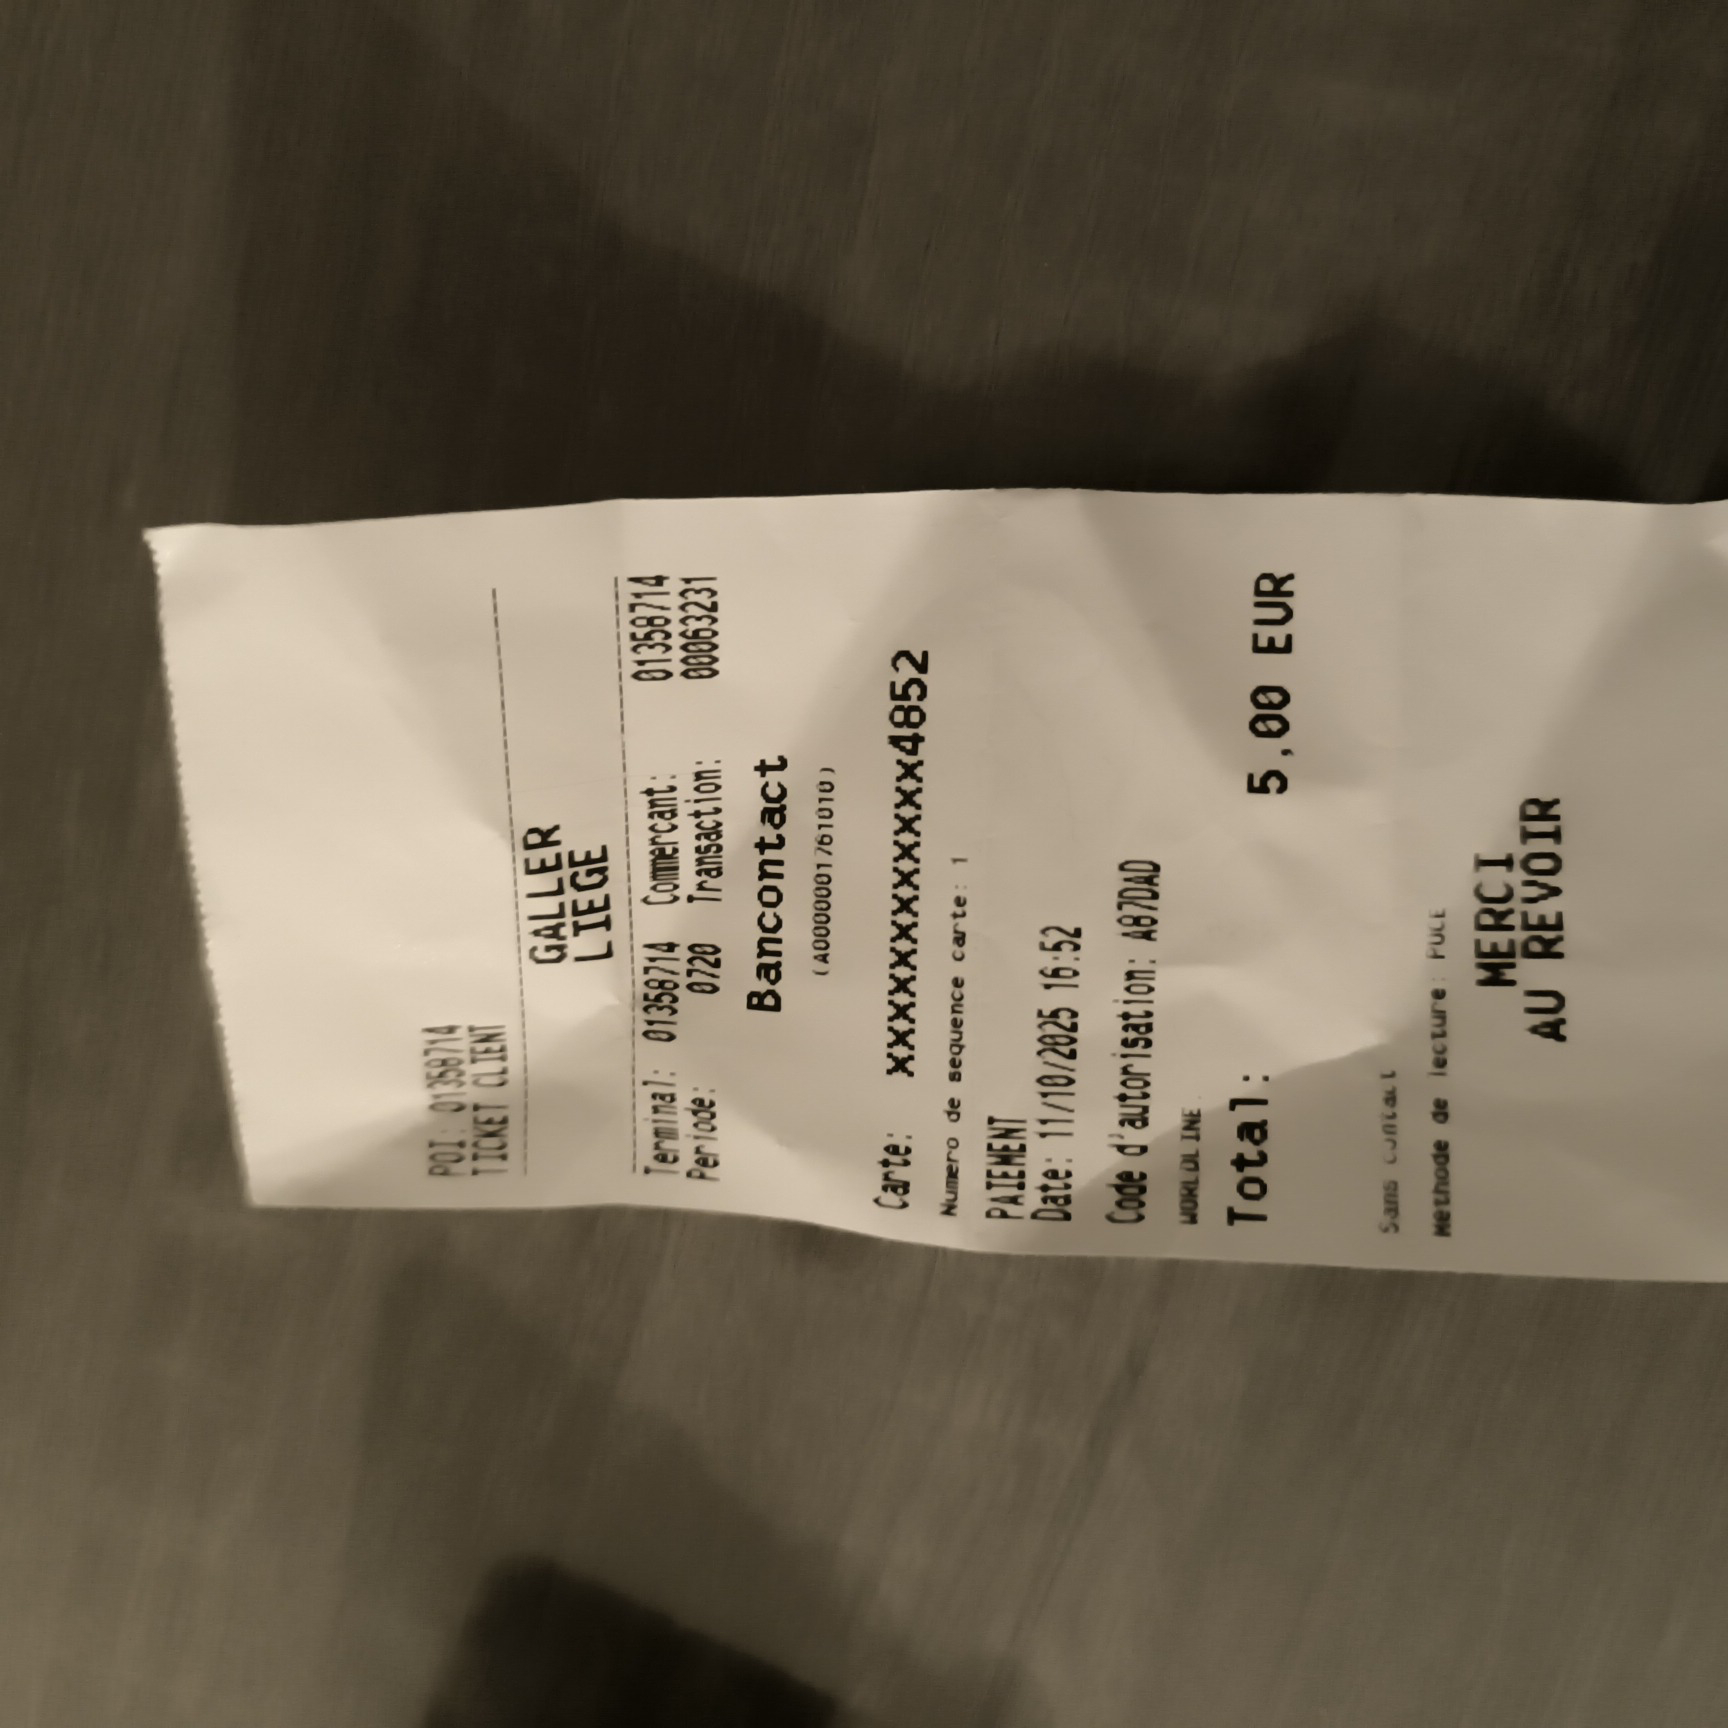 POI: 01358714
TICKET CLIENT
GALLER
LIEGE
Terminal: 01358714 Commercant: 01358714
Periode: 0720 Transaction: 00063231
Bancontact
(A0000001761010)
Carte: XXXXXXXXXXXXX4852
Numero de sequence carte: 1
PAIEMENT
Date: 11/10/2025 16:52
Code d'autorisation: A87DAD
WORLDLINE
Total: 5,00 EUR
Sans contact
Methode de lecture: PUCE
MERCI
AU REVOIR